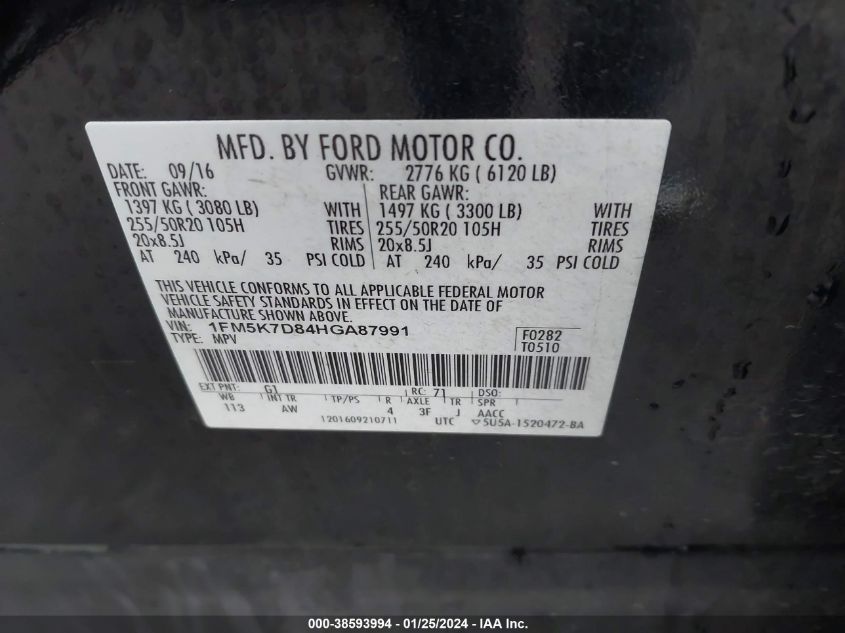 MFD. BY FORD MOTOR CO.
DATE: 09/16 GVWR: 2776 KG ( 6120 LB)
FRONT GAWR: REAR GAWR:
1397 KG ( 3080 LB) WITH 1497 KG ( 3300 LB) WITH
255/50R20 105H TIRES 255/50R20 105H TIRES
20x8.5J RIMS 20x8.5J RIMS
AT 240 kPa/ 35 PSI COLD AT 240 kPa/ 35 PSI COLD
THIS VEHICLE CONFORMS TO ALL APPLICABLE FEDERAL MOTOR
VEHICLE SAFETY STANDARDS IN EFFECT ON THE DATE OF
MANUFACTURE SHOWN ABOVE.
VIN: 1FM5K7D84HGA87991 F0282
TYPE: MPV T0510
EXT PNT: G1 RC: 71 DSO:
WB INT TR TP/PS R AXLE TR SPR
113 AW 4 3F J AACC
1201609210711 UTC ▽5U5A-1520472-BA
000-38593994 - 01/25/2024 - IAA Inc.